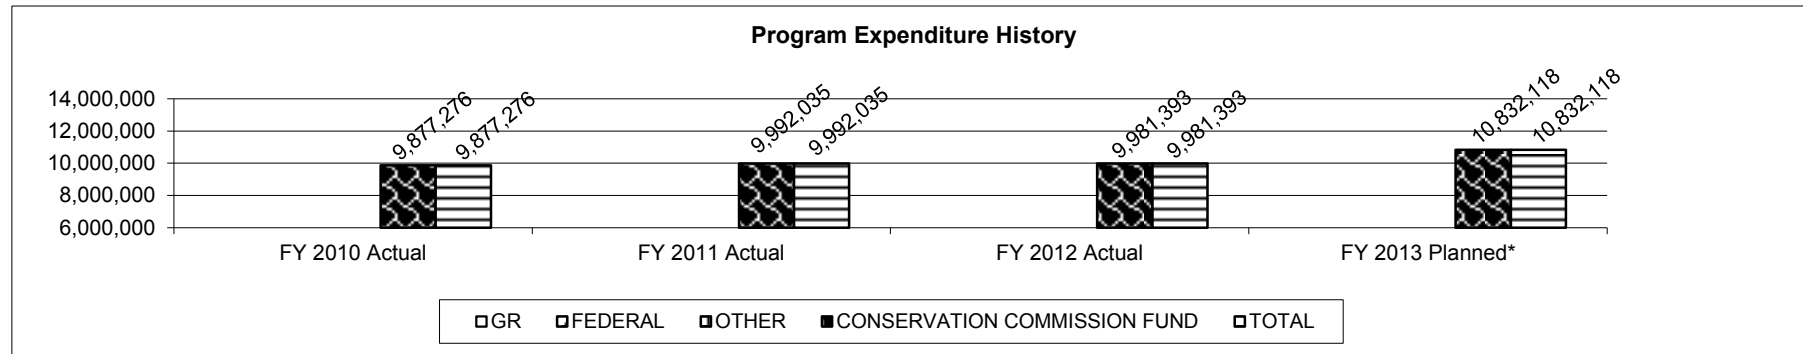 Program Expenditure History
9,877,276 9,877,276 9,992,035 9,992,035 9,981,393 9,981,393 10,832,118 10,832,118
14,000,000
12,000,000
10,000,000
8,000,000
6,000,000
FY 2010 Actual FY 2011 Actual FY 2012 Actual FY 2013 Planned*
GR FEDERAL OTHER CONSERVATION COMMISSION FUND TOTAL